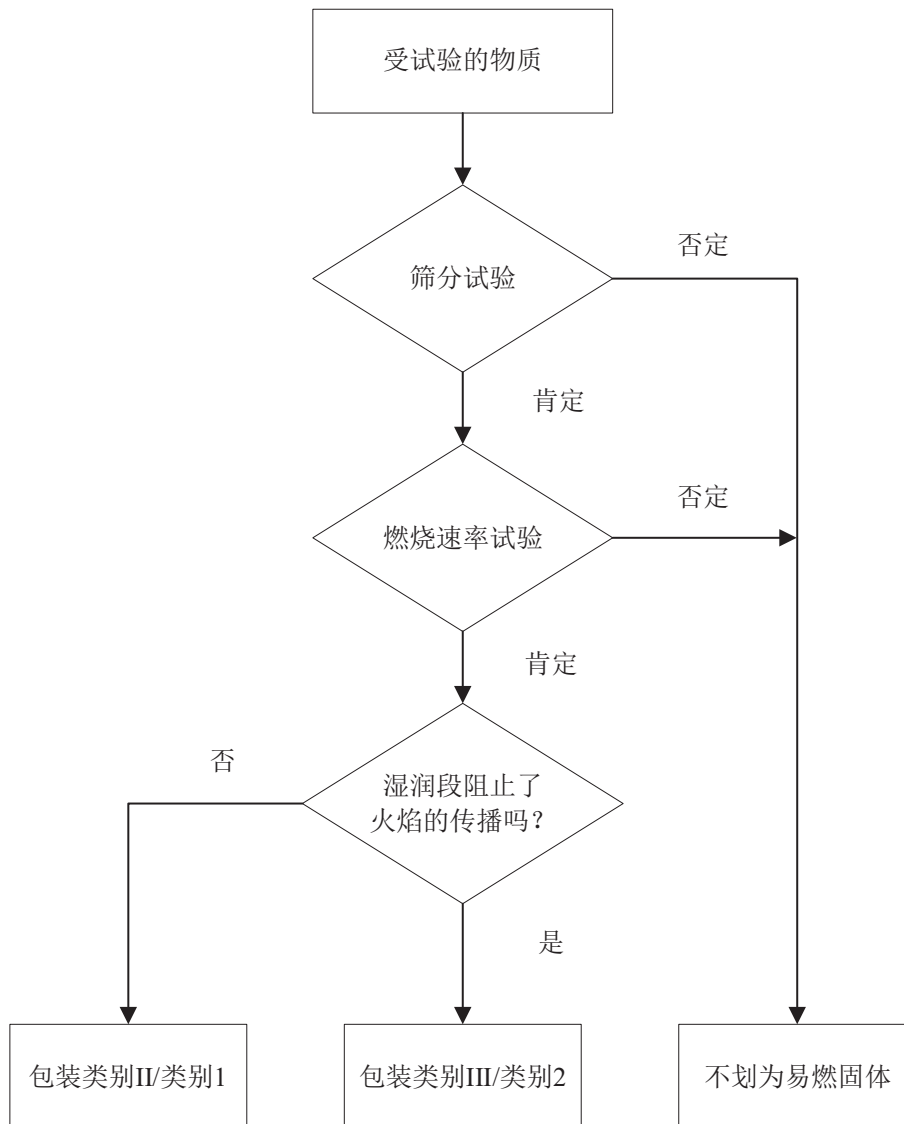 受试验的物质
筛分试验
否定
肯定
燃烧速率试验
否定
肯定
湿润段阻止了
火焰的传播吗？
否
是
包装类别II/类别1
包装类别III/类别2
不划为易燃固体